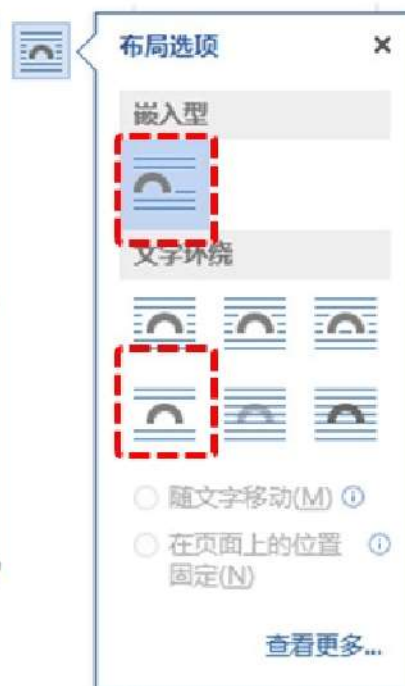 布局选项
嵌入型
文字环绕
随文字移动(M)
在页面上的位置
固定(N)
查看更多...